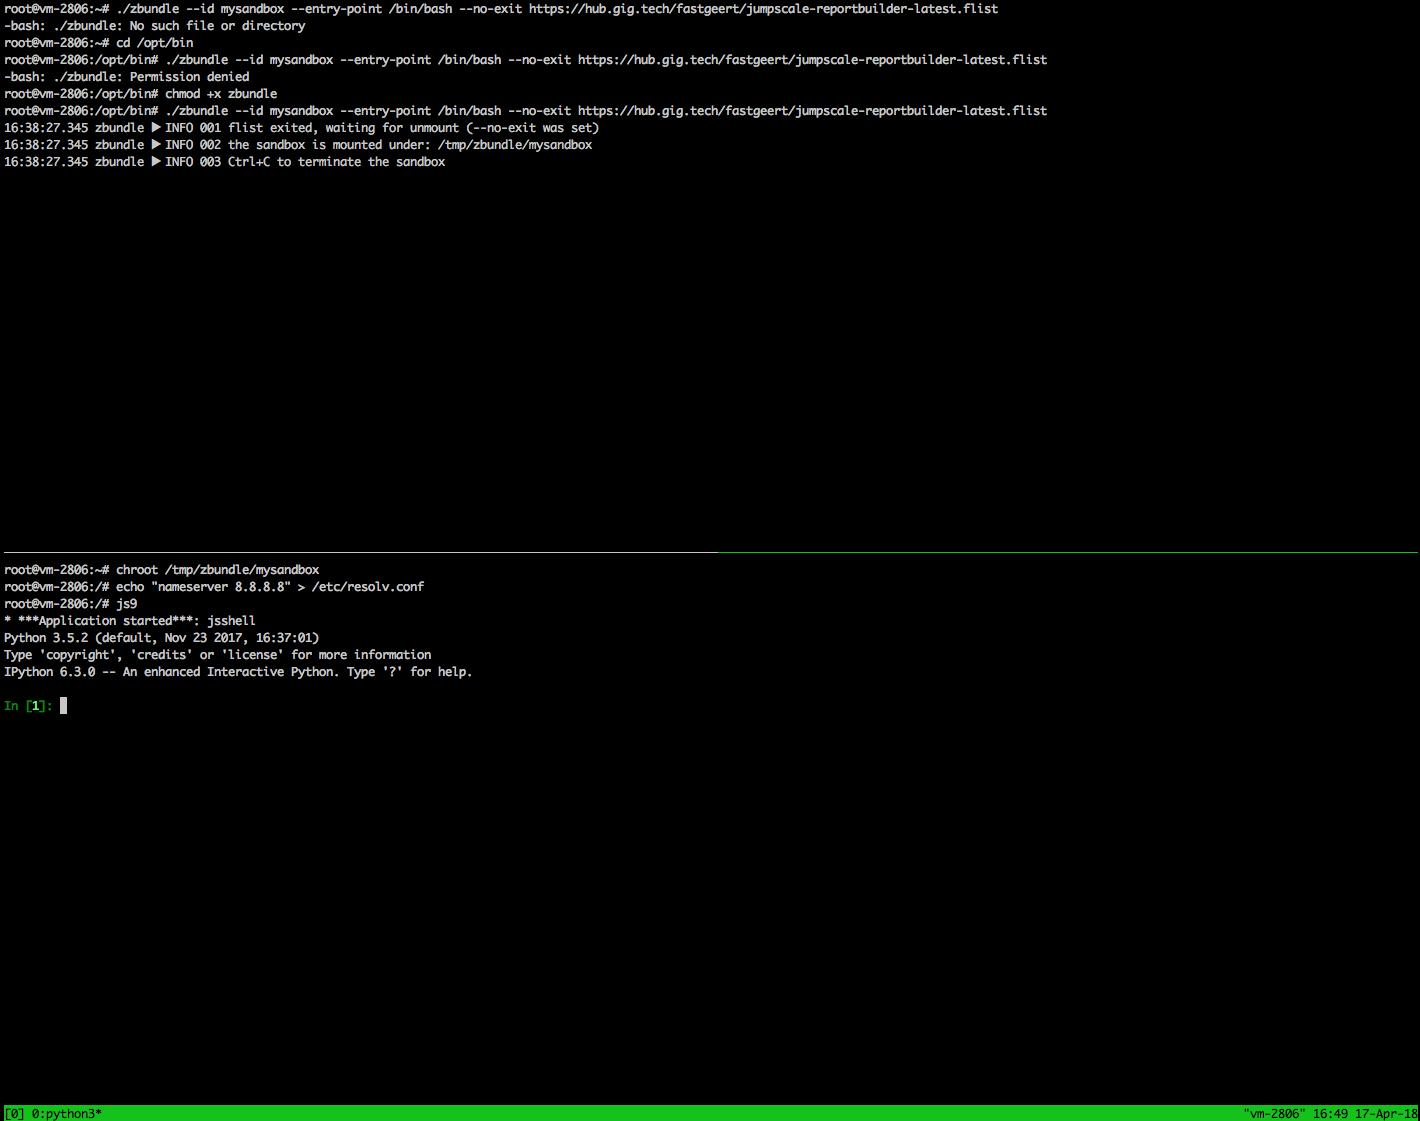 root@vm-2806:~# ./zbundle --id mysandbox --entry-point /bin/bash --no-exit https://hub.gig.tech/fastgeert/jumpscale-reportbuilder-latest.flist
-bash: ./zbundle: No such file or directory
root@vm-2806:~# cd /opt/bin
root@vm-2806:/opt/bin# ./zbundle --id mysandbox --entry-point /bin/bash --no-exit https://hub.gig.tech/fastgeert/jumpscale-reportbuilder-latest.flist
-bash: ./zbundle: Permission denied
root@vm-2806:/opt/bin# chmod +x zbundle
root@vm-2806:/opt/bin# ./zbundle --id mysandbox --entry-point /bin/bash --no-exit https://hub.gig.tech/fastgeert/jumpscale-reportbuilder-latest.flist
16:38:27.345 zbundle ▶ INFO 001 flist exited, waiting for unmount (--no-exit was set)
16:38:27.345 zbundle ▶ INFO 002 the sandbox is mounted under: /tmp/zbundle/mysandbox
16:38:27.345 zbundle ▶ INFO 003 Ctrl+C to terminate the sandbox
root@vm-2806:~# chroot /tmp/zbundle/mysandbox
root@vm-2806:/# echo "nameserver 8.8.8.8" > /etc/resolv.conf
root@vm-2806:/# js9
* ***Application started***: jsshell
Python 3.5.2 (default, Nov 23 2017, 16:37:01)
Type 'copyright', 'credits' or 'license' for more information
IPython 6.3.0 -- An enhanced Interactive Python. Type '?' for help.
In [1]:
[0] 0:python3* "vm-2806" 16:49 17-Apr-18